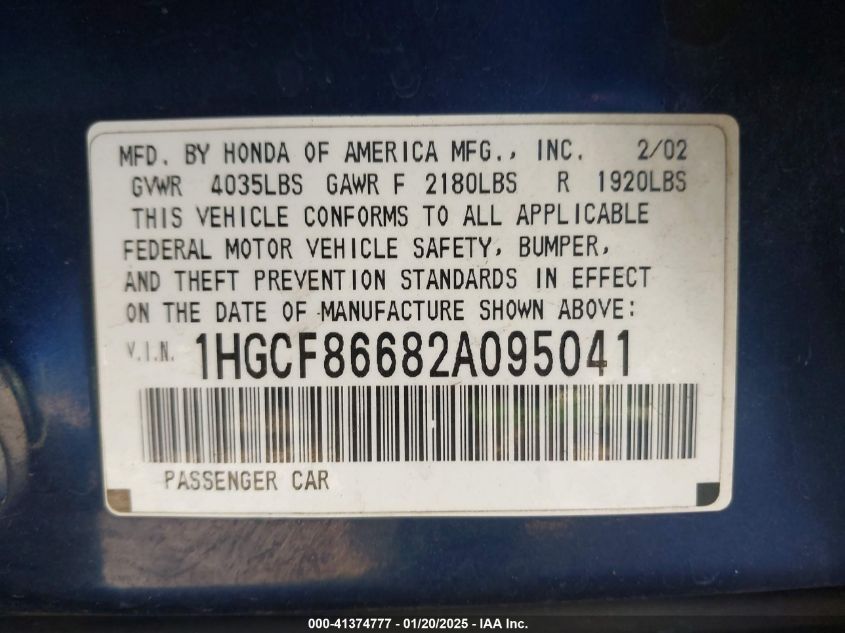 MFD. BY HONDA OF AMERICA MFG., INC. 2/02
GVWR 4035LBS GAWR F 2180LBS R 1920LBS
THIS VEHICLE CONFORMS TO ALL APPLICABLE
FEDERAL MOTOR VEHICLE SAFETY, BUMPER,
AND THEFT PREVENTION STANDARDS IN EFFECT
ON THE DATE OF MANUFACTURE SHOWN ABOVE:
V.I.N. 1HGCF86682A095041
PASSENGER CAR
000-41374777 - 01/20/2025 - IAA Inc.